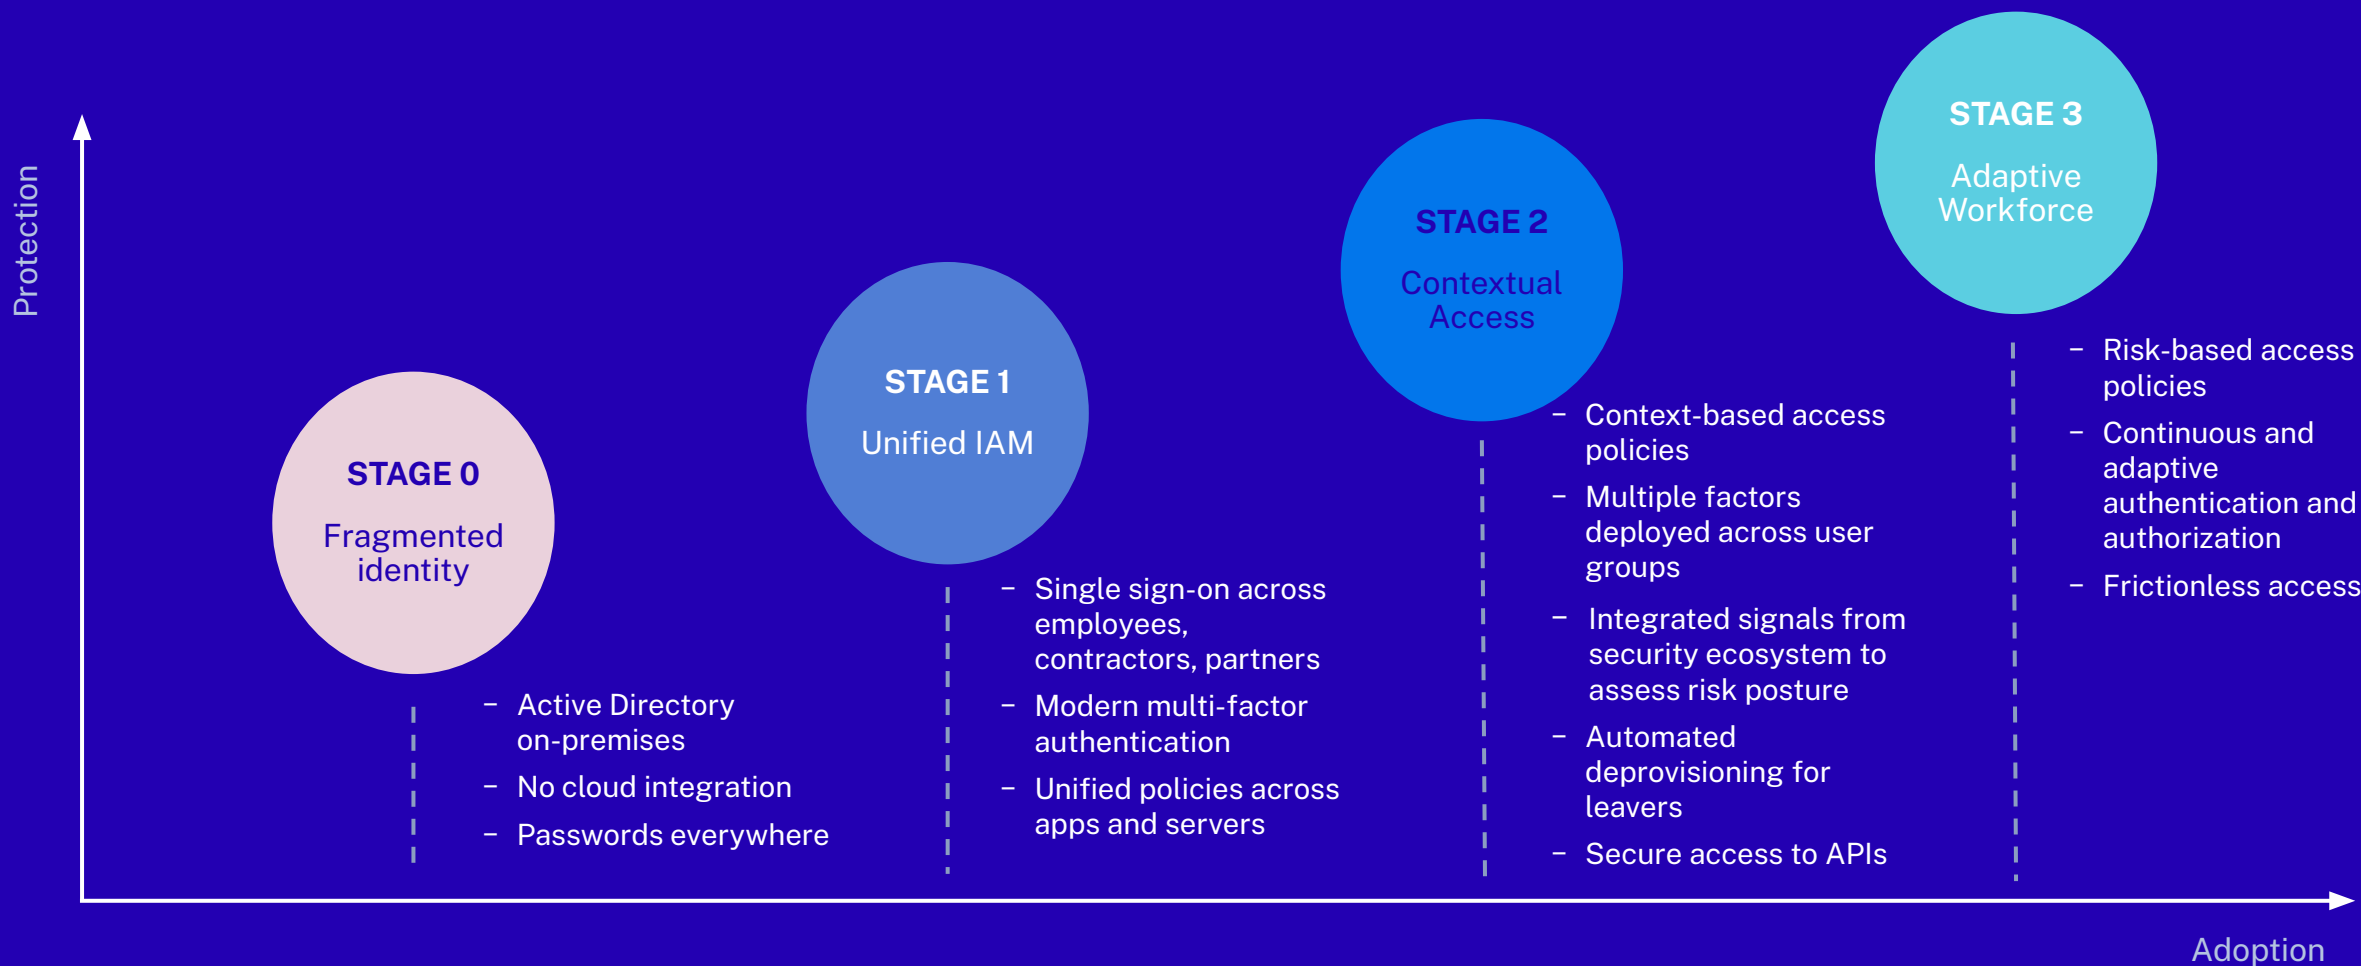 Protection
STAGE 0
Fragmented
identity
– Active Directory
on-premises
– No cloud integration
– Passwords everywhere
STAGE 1
Unified IAM
– Single sign-on across
employees,
contractors, partners
– Modern multi-factor
authentication
– Unified policies across
apps and servers
STAGE 2
Contextual
Access
– Context-based access
policies
– Multiple factors
deployed across user
groups
– Integrated signals from
security ecosystem to
assess risk posture
– Automated
deprovisioning for
leavers
– Secure access to APIs
STAGE 3
Adaptive
Workforce
– Risk-based access
policies
– Continuous and
adaptive
authentication and
authorization
– Frictionless access
Adoption